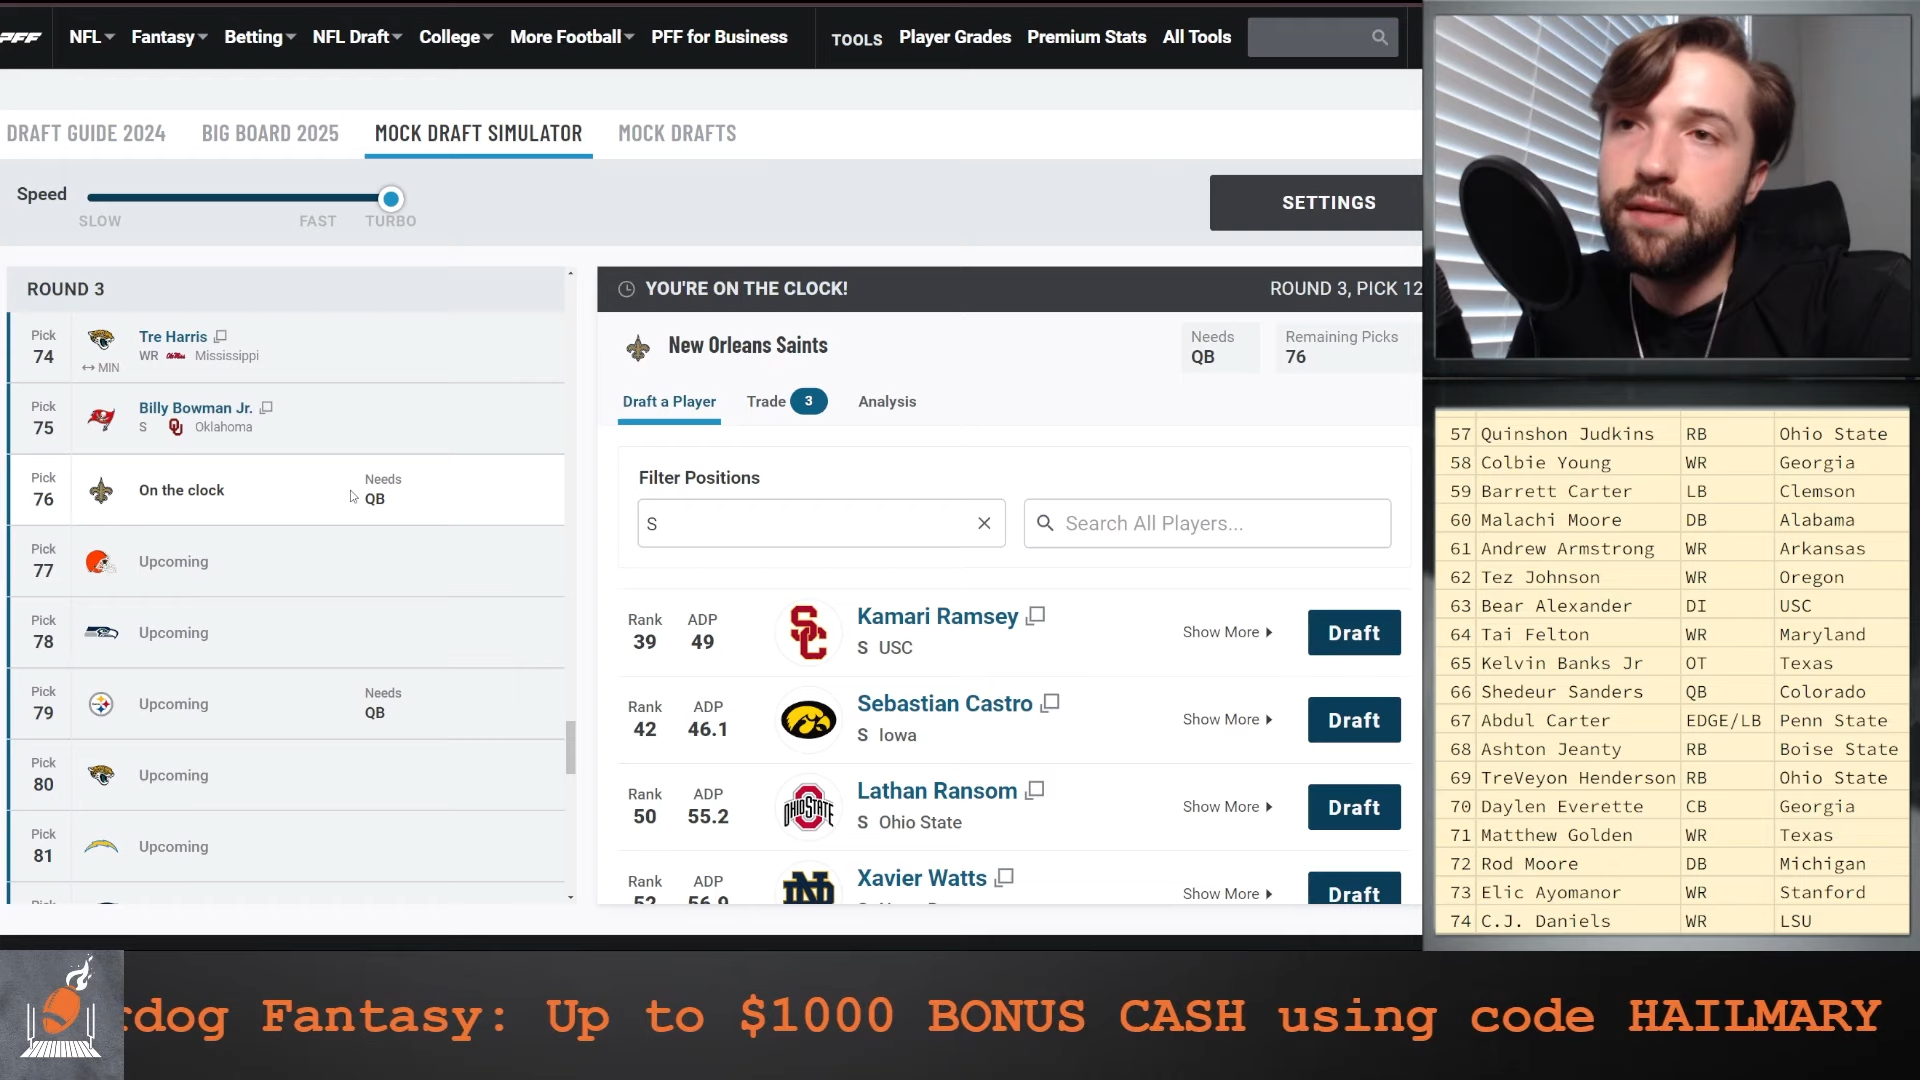 PFF NFL Fantasy Betting NFL Draft College More Football PFF for Business TOOLS Player Grades Premium Stats All Tools
DRAFT GUIDE 2024 BIG BOARD 2025 MOCK DRAFT SIMULATOR MOCK DRAFTS
Speed
SLOW FAST TURBO
SETTINGS
ROUND 3
Pick 74
MIN
Tre Harris
WR Ole Miss Mississippi
Pick 75
Billy Bowman Jr.
S OU Oklahoma
Pick 76
On the clock
Needs
QB
Pick 77
Upcoming
Pick 78
Upcoming
Pick 79
Upcoming
Needs
QB
Pick 80
Upcoming
Pick 81
Upcoming
YOU'RE ON THE CLOCK!
ROUND 3, PICK 12
New Orleans Saints
Needs
QB
Remaining Picks
76
Draft a Player Trade 3 Analysis
Filter Positions
S
Search All Players...
Rank 39
ADP 49
SC
Kamari Ramsey
S USC
Show More
Draft
Rank 42
ADP 46.1
Sebastian Castro
S Iowa
Show More
Draft
Rank 50
ADP 55.2
OHIO STATE
Lathan Ransom
S Ohio State
Show More
Draft
Rank 52
ADP 56.9
ND
Xavier Watts
Show More
Draft
57 Quinshon Judkins RB Ohio State
58 Colbie Young WR Georgia
59 Barrett Carter LB Clemson
60 Malachi Moore DB Alabama
61 Andrew Armstrong WR Arkansas
62 Tez Johnson WR Oregon
63 Bear Alexander DI USC
64 Tai Felton WR Maryland
65 Kelvin Banks Jr OT Texas
66 Shedeur Sanders QB Colorado
67 Abdul Carter EDGE/LB Penn State
68 Ashton Jeanty RB Boise State
69 TreVeyon Henderson RB Ohio State
70 Daylen Everette CB Georgia
71 Matthew Golden WR Texas
72 Rod Moore DB Michigan
73 Elic Ayomanor WR Stanford
74 C.J. Daniels WR LSU
rdog Fantasy: Up to $1000 BONUS CASH using code HAILMARY